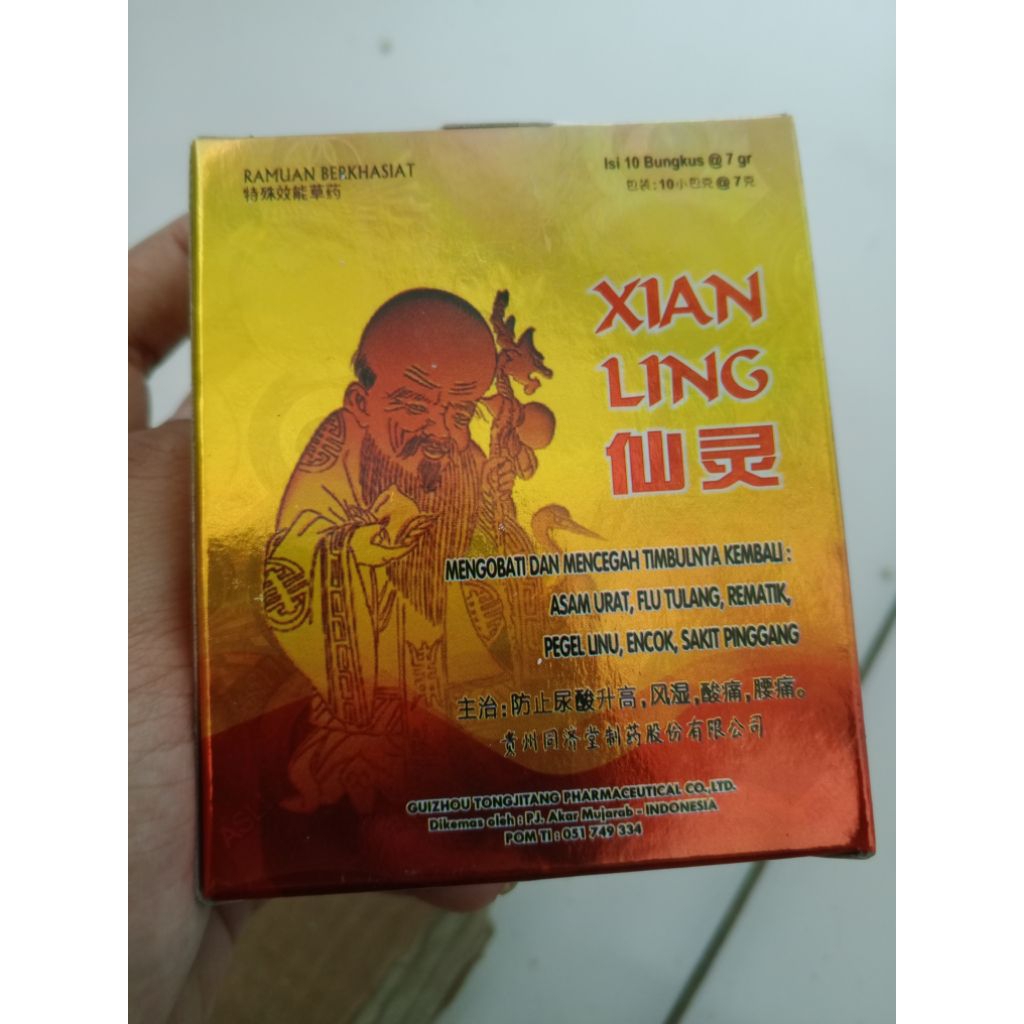 RAMUAN BERKHASIAT
特殊效能草药
Isi 10 Bungkus @ 7 gr
包装:10小包克@7克
XIAN
LING
仙灵
MENGOBATI DAN MENCEGAH TIMBULNYA KEMBALI :
ASAM URAT, FLU TULANG, REMATIK,
PEGEL LINU, ENCOK, SAKIT PINGGANG
主治:防止尿酸升高,风湿,酸痛,腰痛。
贵州同济堂制药股份有限公司
GUIZHOU TONGJITANG PHARMACEUTICAL CO.,LTD.
Dikemas oleh : PJ. Akar Mujarab - INDONESIA
POM TI : 051 749 334